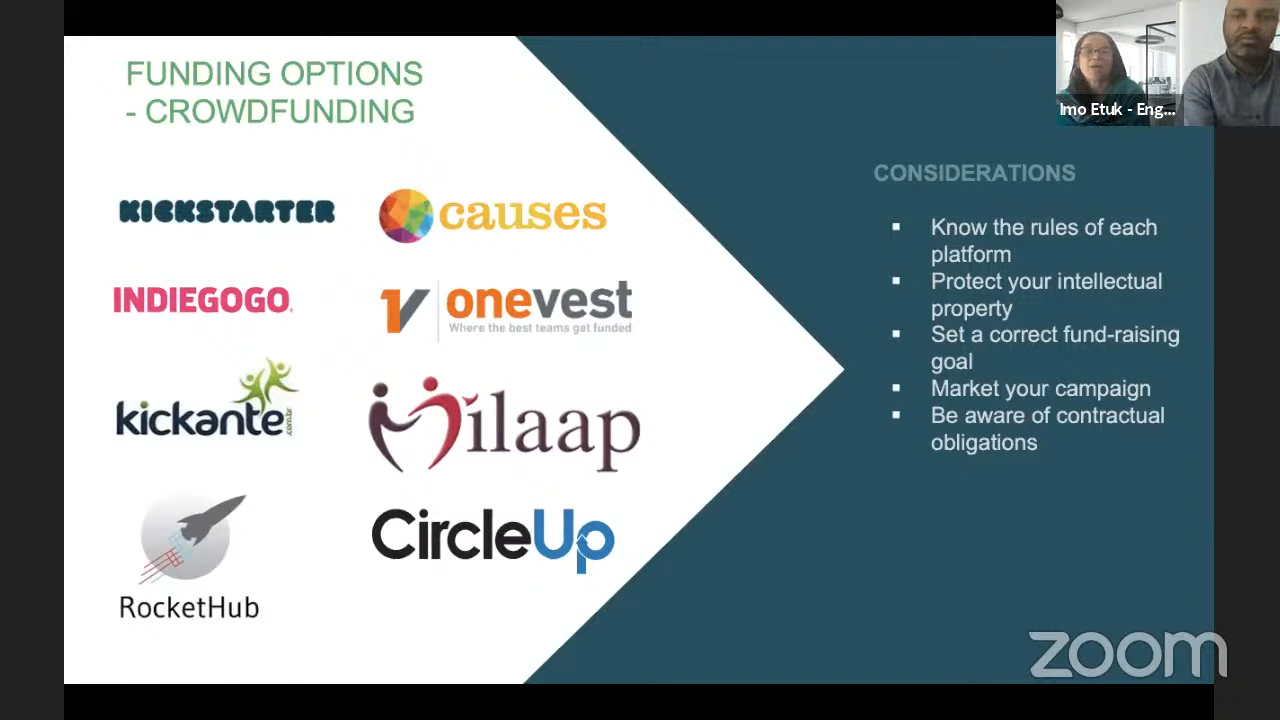 FUNDING OPTIONS
- CROWDFUNDING
KICKSTARTER
causes
INDIEGOGO
1V onevest
Where the best teams get funded
kickante
.com.br
Milaap
RocketHub
CircleUp
CONSIDERATIONS
▪ Know the rules of each
platform
▪ Protect your intellectual
property
▪ Set a correct fund-raising
goal
▪ Market your campaign
▪ Be aware of contractual
obligations
Imo Etuk - Eng...
zoom